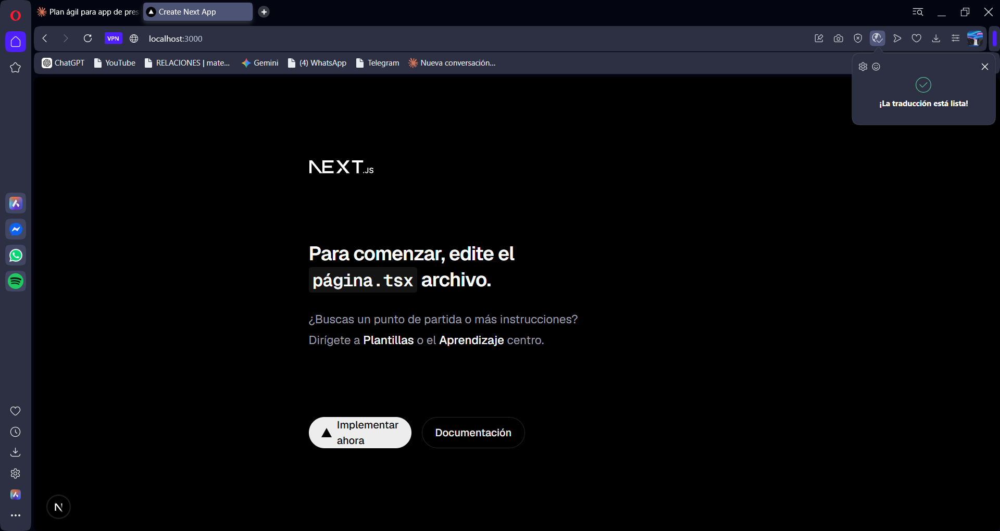 Plan ágil para app de pres
Create Next App
VPN
localhost:3000
ChatGPT
YouTube
RELACIONES | mate...
Gemini
(4) WhatsApp
Telegram
Nueva conversación...
¡La traducción está lista!
NEXT.JS
Para comenzar, edite el
página.tsx archivo.
¿Buscas un punto de partida o más instrucciones?
Dirígete a Plantillas o el Aprendizaje centro.
Implementar
ahora
Documentación
N